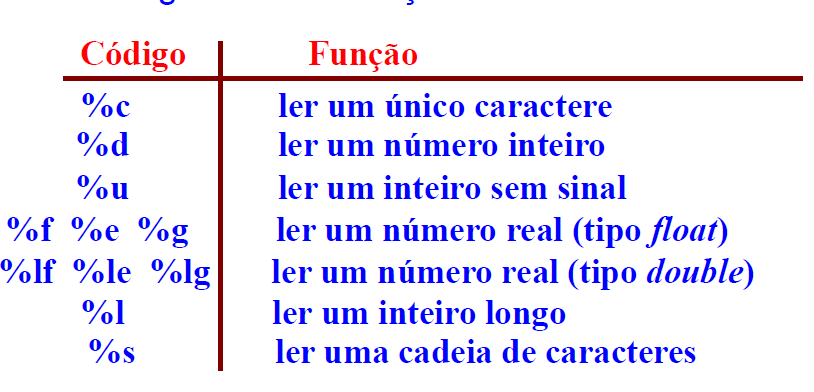 Código Função
%c ler um único caractere
%d ler um número inteiro
%u ler um inteiro sem sinal
%f %e %g ler um número real (tipo float)
%lf %le %lg ler um número real (tipo double)
%l ler um inteiro longo
%s ler uma cadeia de caracteres